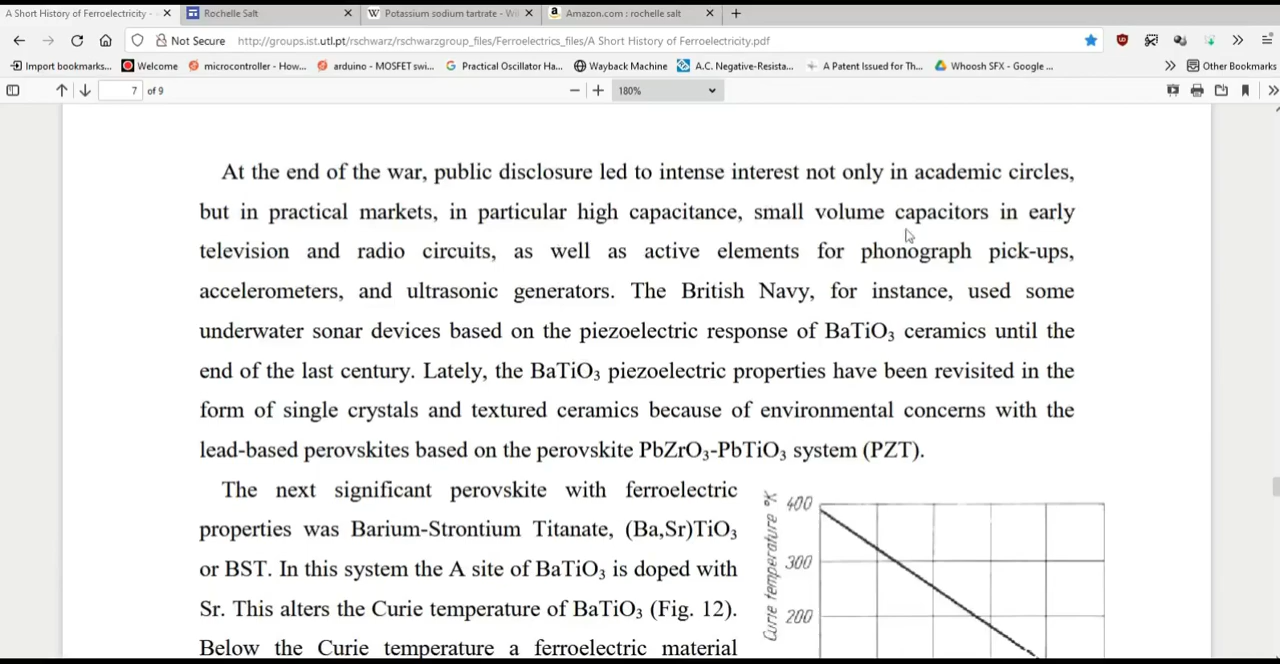 A Short History of Ferroelectricity -
Rochelle Salt
Potassium sodium tartrate - Wi
Amazon.com : rochelle salt
Not Secure
http://groups.ist.utl.pt/rschwarz/rschwarzgroup_files/Ferroelectrics_files/A Short History of Ferroelectricity.pdf
Import bookmarks...
Welcome
microcontroller - How...
arduino - MOSFET swi...
Practical Oscillator Ha...
Wayback Machine
A.C. Negative-Resista...
A Patent Issued for Th...
Whoosh SFX - Google ...
Other Bookmarks
7 of 9
180%
At the end of the war, public disclosure led to intense interest not only in academic circles,
but in practical markets, in particular high capacitance, small volume capacitors in early
television and radio circuits, as well as active elements for phonograph pick-ups,
accelerometers, and ultrasonic generators. The British Navy, for instance, used some
underwater sonar devices based on the piezoelectric response of BaTiO₃ ceramics until the
end of the last century. Lately, the BaTiO₃ piezoelectric properties have been revisited in the
form of single crystals and textured ceramics because of environmental concerns with the
lead-based perovskites based on the perovskite PbZrO₃-PbTiO₃ system (PZT).
The next significant perovskite with ferroelectric
properties was Barium-Strontium Titanate, (Ba,Sr)TiO₃
or BST. In this system the A site of BaTiO₃ is doped with
Sr. This alters the Curie temperature of BaTiO₃ (Fig. 12).
Below the Curie temperature a ferroelectric material
Curie temperature °K
400
300
200